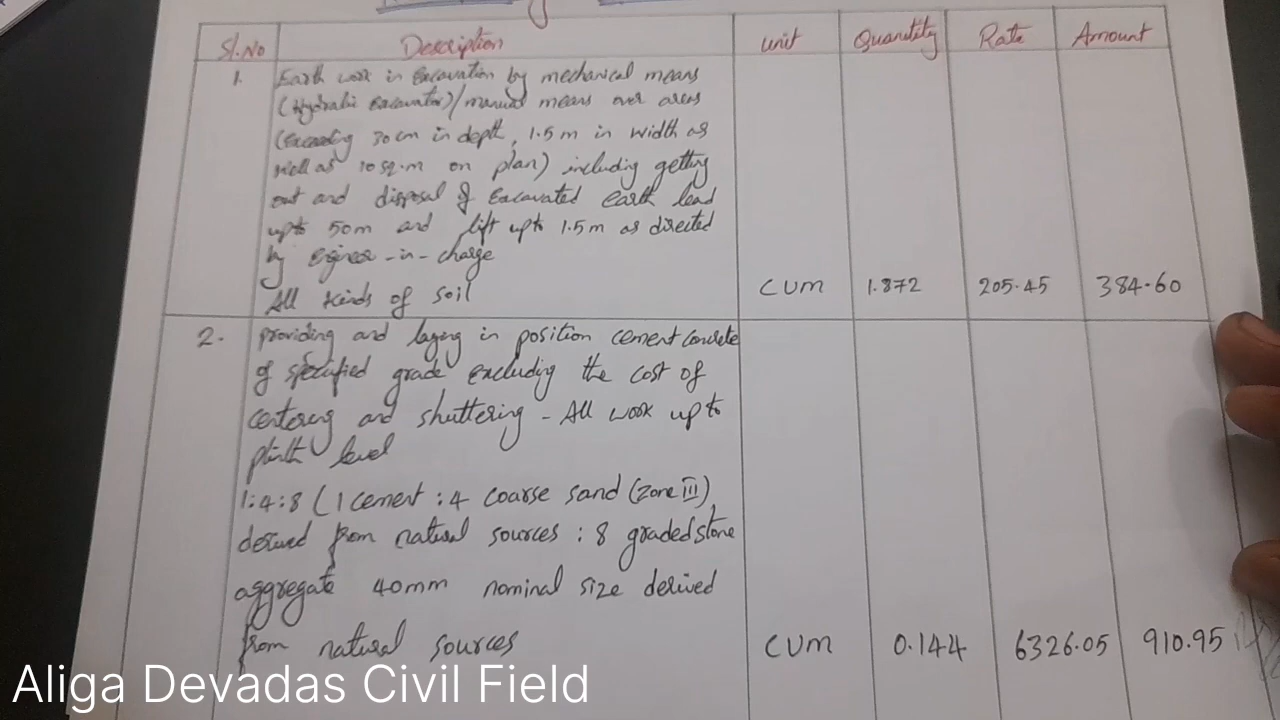 Sl.No Description Unit Quantity Rate Amount
1. Earth work in Excavation by mechanical means
(Hydralic Excavator)/manual means over areas
(Exceeding 30cm in depth, 1.5m in width as
well as 10 sq.m on plan) including getting
out and disposal of Excavated earth lead
upto 50m and lift upto 1.5m as directed
by Engineer-in-charge
All kinds of soil CUM 1.872 205.45 384.60
2. providing and laying in position cement concrete
of specified grade excluding the cost of
centering and shuttering - All work up to
plinth level
1:4:8 (1 cement : 4 coarse sand (Zone III)
derived from natural sources : 8 graded stone
aggregate 40mm nominal size derived
from natural sources CUM 0.144 6326.05 910.95
Aliga Devadas Civil Field